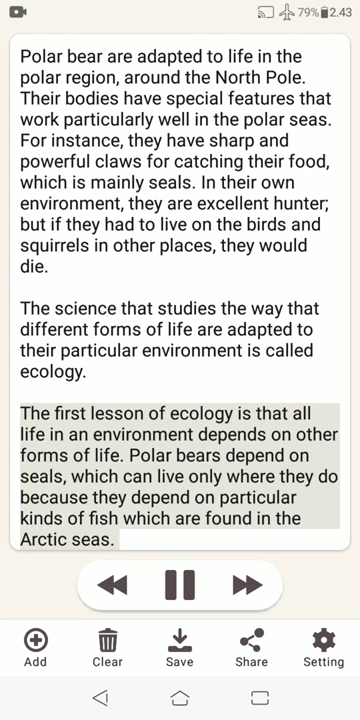 79% 2.43
Polar bear are adapted to life in the
polar region, around the North Pole.
Their bodies have special features that
work particularly well in the polar seas.
For instance, they have sharp and
powerful claws for catching their food,
which is mainly seals. In their own
environment, they are excellent hunter;
but if they had to live on the birds and
squirrels in other places, they would
die.
The science that studies the way that
different forms of life are adapted to
their particular environment is called
ecology.
The first lesson of ecology is that all
life in an environment depends on other
forms of life. Polar bears depend on
seals, which can live only where they do
because they depend on particular
kinds of fish which are found in the
Arctic seas.
Add Clear Save Share Setting